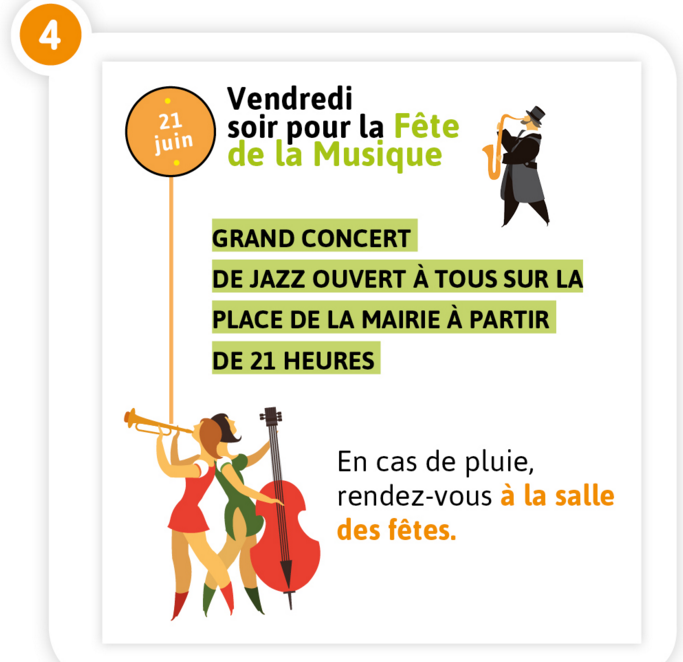 4
21
juin
Vendredi
soir pour la Fête
de la Musique
GRAND CONCERT
DE JAZZ OUVERT À TOUS SUR LA
PLACE DE LA MAIRIE À PARTIR
DE 21 HEURES
En cas de pluie,
rendez-vous à la salle
des fêtes.